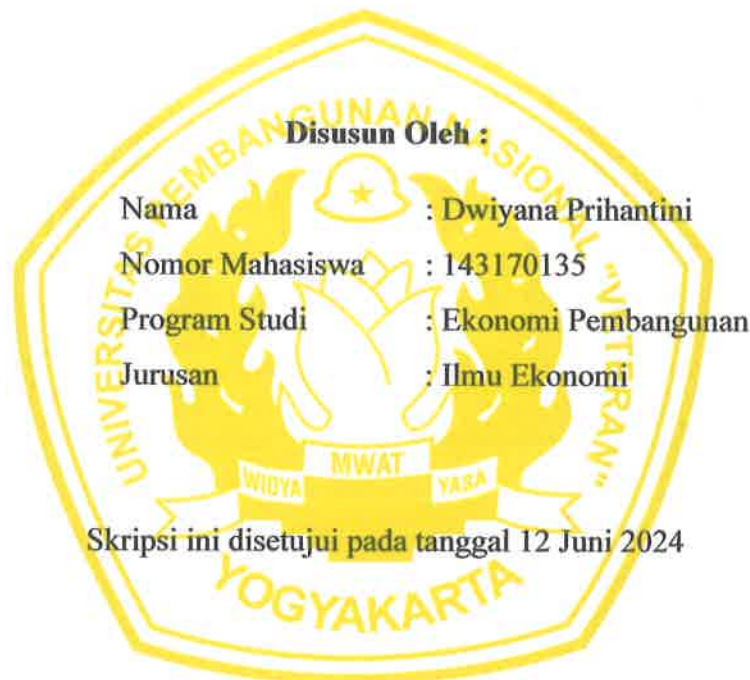 UNIVERSITAS PEMBANGUNAN NASIONAL "VETERAN"
Disusun Oleh :
Nama : Dwiyana Prihantini
Nomor Mahasiswa : 143170135
Program Studi : Ekonomi Pembangunan
Jurusan : Ilmu Ekonomi
WIDYA MWAT YASA
Skripsi ini disetujui pada tanggal 12 Juni 2024
YOGYAKARTA